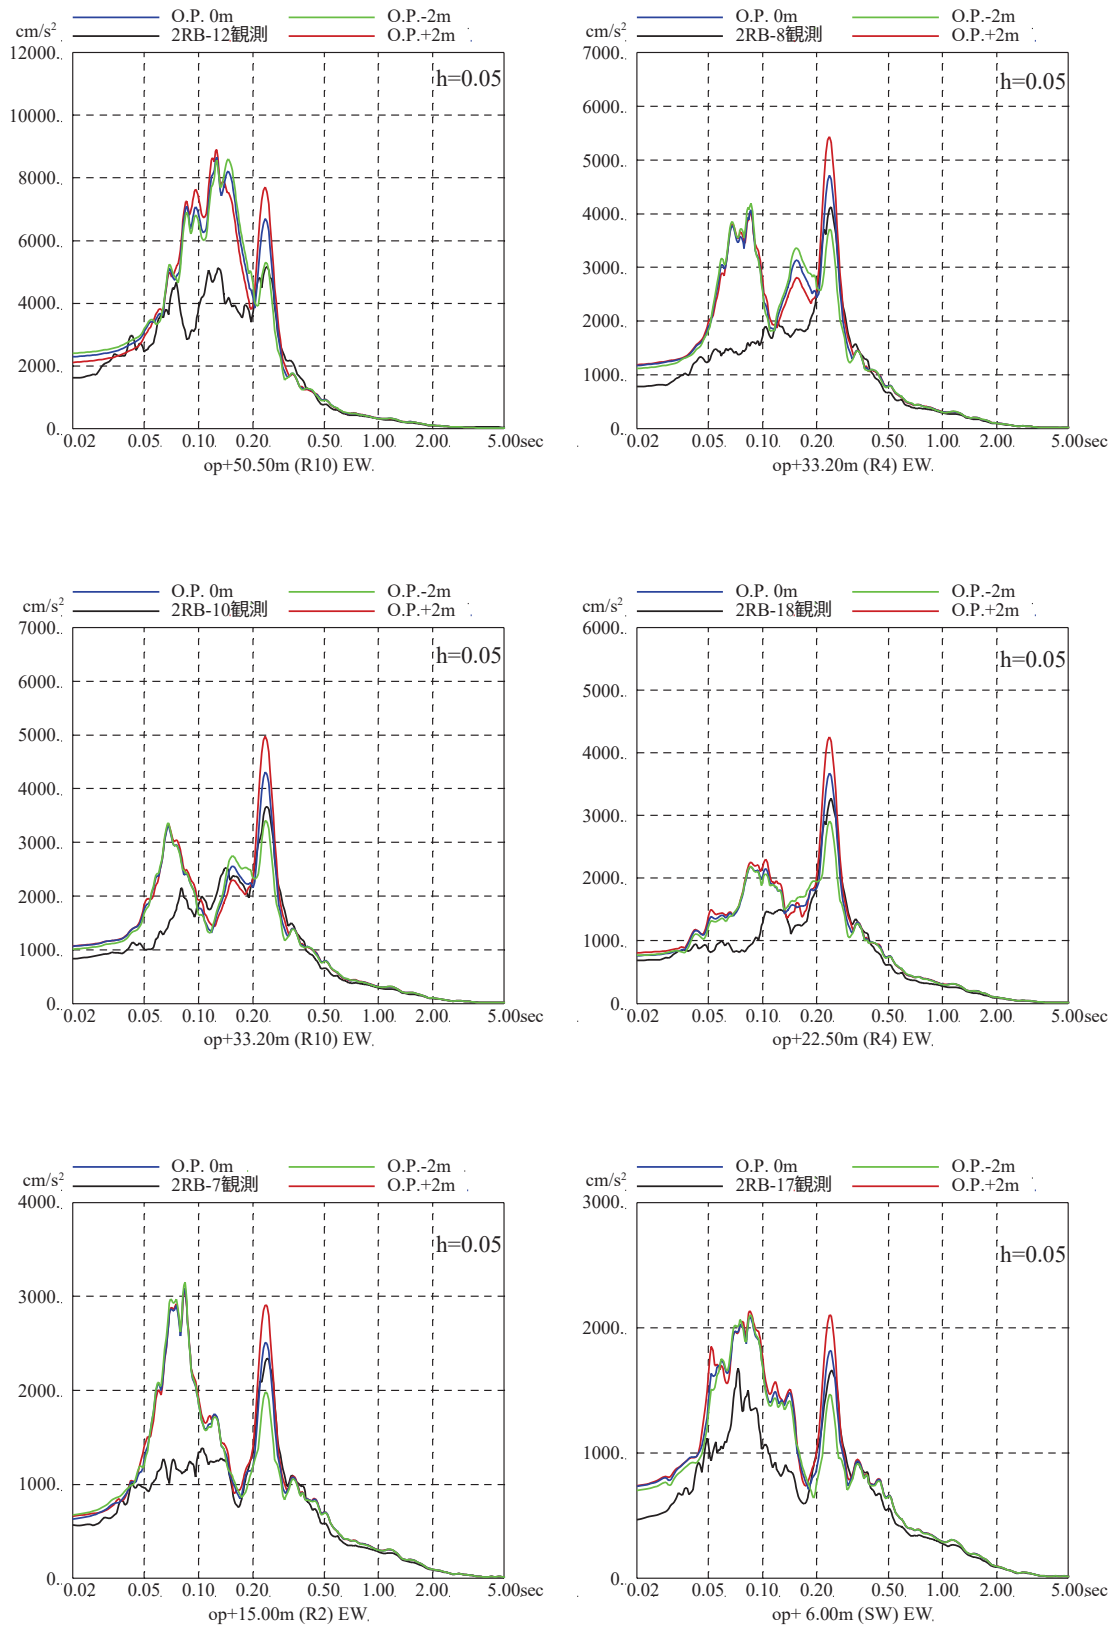 O.P. 0m O.P.-2m
cm/s² 2RB-12観測 O.P.+2m
12000
h=0.05
10000
8000
6000
4000
2000
0
0.02 0.05 0.10 0.20 0.50 1.00 2.00 5.00sec
op+50.50m (R10) EW
O.P. 0m O.P.-2m
cm/s² 2RB-8観測 O.P.+2m
7000
h=0.05
6000
5000
4000
3000
2000
1000
0
0.02 0.05 0.10 0.20 0.50 1.00 2.00 5.00sec
op+33.20m (R4) EW
O.P. 0m O.P.-2m
cm/s² 2RB-10観測 O.P.+2m
7000
h=0.05
6000
5000
4000
3000
2000
1000
0
0.02 0.05 0.10 0.20 0.50 1.00 2.00 5.00sec
op+33.20m (R10) EW
O.P. 0m O.P.-2m
cm/s² 2RB-18観測 O.P.+2m
6000
h=0.05
5000
4000
3000
2000
1000
0
0.02 0.05 0.10 0.20 0.50 1.00 2.00 5.00sec
op+22.50m (R4) EW
O.P. 0m O.P.-2m
cm/s² 2RB-7観測 O.P.+2m
4000
h=0.05
3000
2000
1000
0
0.02 0.05 0.10 0.20 0.50 1.00 2.00 5.00sec
op+15.00m (R2) EW
O.P. 0m O.P.-2m
cm/s² 2RB-17観測 O.P.+2m
3000
h=0.05
2000
1000
0
0.02 0.05 0.10 0.20 0.50 1.00 2.00 5.00sec
op+ 6.00m (SW) EW